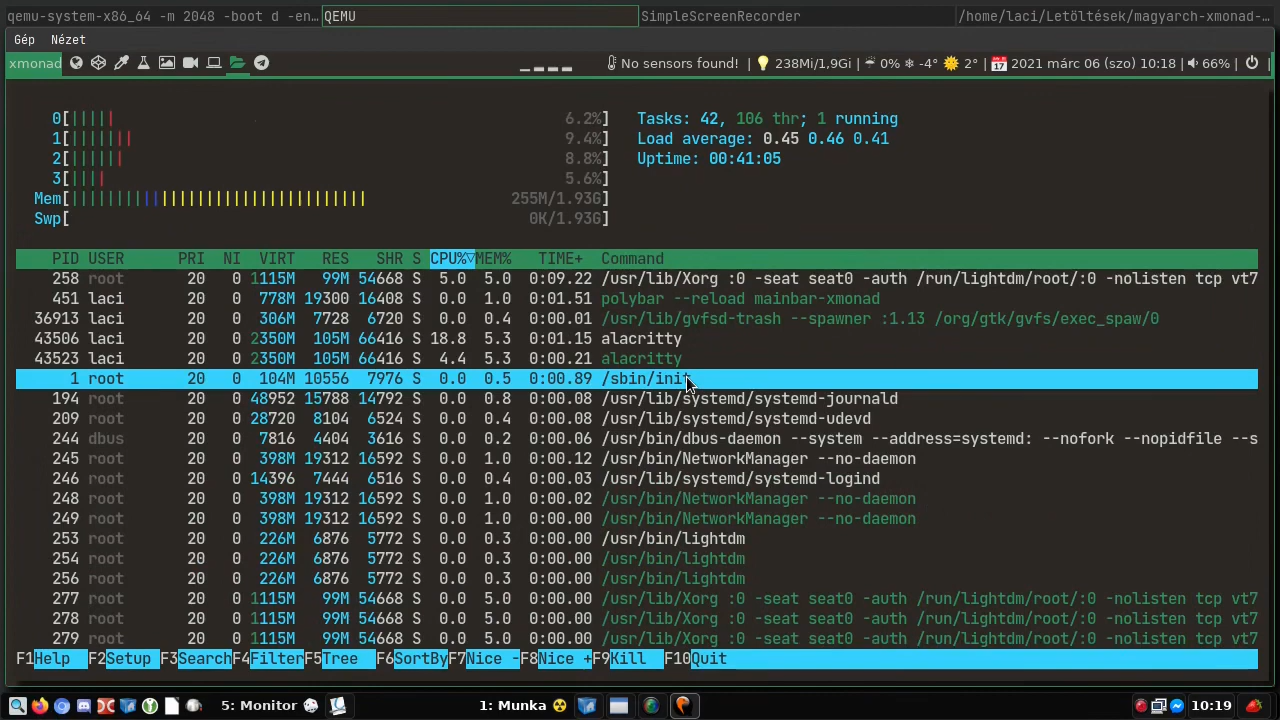 qemu-system-x86_64 -m 2048 -boot d -en… QEMU SimpleScreenRecorder /home/laci/Letöltések/magyarch-xmonad-…
Gép Nézet
xmonad No sensors found! | 238Mi/1,9Gi | 0% -4° 2° | 2021 márc 06 (szo) 10:18 | 66% | |
0[||||| 6.2%] Tasks: 42, 106 thr; 1 running
1[||||||| 9.4%] Load average: 0.45 0.46 0.41
2[|||||| 8.8%] Uptime: 00:41:05
3[|||| 5.6%]
Mem[||||||||||||||||||||||||||||||||| 255M/1.93G]
Swp[ 0K/1.93G]
PID USER PRI NI VIRT RES SHR S CPU%▽MEM% TIME+ Command
258 root 20 0 1115M 99M 54668 S 5.0 5.0 0:09.22 /usr/lib/Xorg :0 -seat seat0 -auth /run/lightdm/root/:0 -nolisten tcp vt7
451 laci 20 0 778M 19300 16408 S 0.0 1.0 0:01.51 polybar --reload mainbar-xmonad
36913 laci 20 0 306M 7728 6720 S 0.0 0.4 0:00.01 /usr/lib/gvfsd-trash --spawner :1.13 /org/gtk/gvfs/exec_spaw/0
43506 laci 20 0 2350M 105M 66416 S 18.8 5.3 0:01.15 alacritty
43523 laci 20 0 2350M 105M 66416 S 4.4 5.3 0:00.21 alacritty
1 root 20 0 104M 10556 7976 S 0.0 0.5 0:00.89 /sbin/init
194 root 20 0 48952 15788 14792 S 0.0 0.8 0:00.08 /usr/lib/systemd/systemd-journald
209 root 20 0 28720 8104 6524 S 0.0 0.4 0:00.08 /usr/lib/systemd/systemd-udevd
244 dbus 20 0 7816 4404 3616 S 0.0 0.2 0:00.06 /usr/bin/dbus-daemon --system --address=systemd: --nofork --nopidfile --s
245 root 20 0 398M 19312 16592 S 0.0 1.0 0:00.12 /usr/bin/NetworkManager --no-daemon
246 root 20 0 14396 7444 6516 S 0.0 0.4 0:00.03 /usr/lib/systemd/systemd-logind
248 root 20 0 398M 19312 16592 S 0.0 1.0 0:00.02 /usr/bin/NetworkManager --no-daemon
249 root 20 0 398M 19312 16592 S 0.0 1.0 0:00.00 /usr/bin/NetworkManager --no-daemon
253 root 20 0 226M 6876 5772 S 0.0 0.3 0:00.00 /usr/bin/lightdm
254 root 20 0 226M 6876 5772 S 0.0 0.3 0:00.00 /usr/bin/lightdm
256 root 20 0 226M 6876 5772 S 0.0 0.3 0:00.00 /usr/bin/lightdm
277 root 20 0 1115M 99M 54668 S 0.0 5.0 0:00.00 /usr/lib/Xorg :0 -seat seat0 -auth /run/lightdm/root/:0 -nolisten tcp vt7
278 root 20 0 1115M 99M 54668 S 0.0 5.0 0:00.00 /usr/lib/Xorg :0 -seat seat0 -auth /run/lightdm/root/:0 -nolisten tcp vt7
279 root 20 0 1115M 99M 54668 S 0.0 5.0 0:00.00 /usr/lib/Xorg :0 -seat seat0 -auth /run/lightdm/root/:0 -nolisten tcp vt7
F1Help F2Setup F3SearchF4FilterF5Tree F6SortByF7Nice -F8Nice +F9Kill F10Quit
5: Monitor 1: Munka 10:19